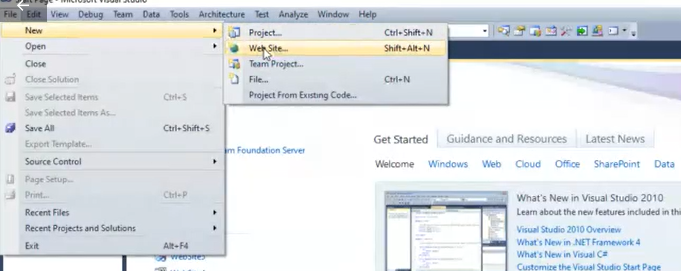 Page - Microsoft Visual Studio
File Edit View Debug Team Data Tools Architecture Test Analyze Window Help
New
Open
Close
Close Solution
Save Selected Items Ctrl+S
Save Selected Items As...
Save All Ctrl+Shift+S
Export Template...
Source Control
Page Setup...
Print... Ctrl+P
Recent Files
Recent Projects and Solutions
Exit Alt+F4
Project... Ctrl+Shift+N
Web Site... Shift+Alt+N
Team Project...
File... Ctrl+N
Project From Existing Code...
am Foundation Server
Get Started Guidance and Resources Latest News
Welcome Windows Web Cloud Office SharePoint Data
What's New in Visual Studio 2010
Learn about the new features included in thi
Visual Studio 2010 Overview
What's New in .NET Framework 4
What's New in Visual C#
Customize the Visual Studio Start Page